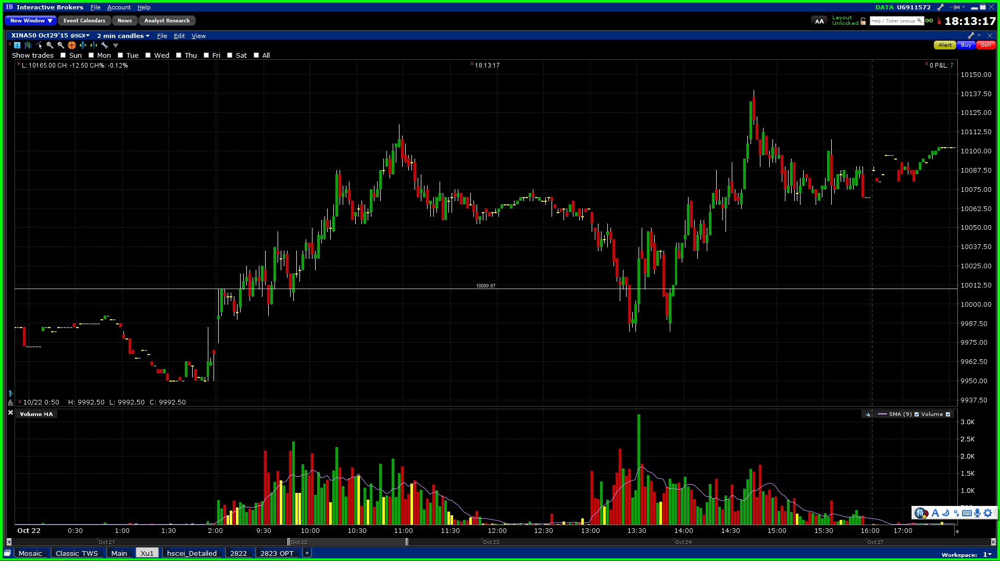 IB Interactive Brokers File Account Help DATA U6911572
New Window Event Calendars News Analyst Research AA Layout Unlocked Help / Ticker Lookup 18:13:17
XINA50 Oct29'15 @SGX 2 min candles File Edit View
T Alert Buy Sell
Show trades Sun Mon Tue Wed Thu Fri Sat All
L: 10165.00 CH: -12.50 CH%: -0.12% 18:13:17 0 P&L: 7
10150.00
10137.50
10125.00
10112.50
10100.00
10087.50
10075.00
10062.50
10050.00
10037.50
10025.00
10012.50
10009.87
10000.00
9987.50
9975.00
9962.50
9950.00
9937.50
10/22 0:50 H: 9992.50 L: 9992.50 C: 9992.50
Volume MA SMA (9) Volume
3.0K
2.5K
2.0K
1.5K
1.0K
A
Oct 22 0:30 1:00 1:30 2:00 9:30 10:00 10:30 11:00 11:30 12:00 12:30 13:00 13:30 14:00 14:30 15:00 15:30 16:00 17:00
Oct 21 Oct 22 Oct 23 Oct 24 Oct 27
Mosaic Classic TWS Main Xu1 hscei_Detailed 2822 2823 OPT + Workspace: 1